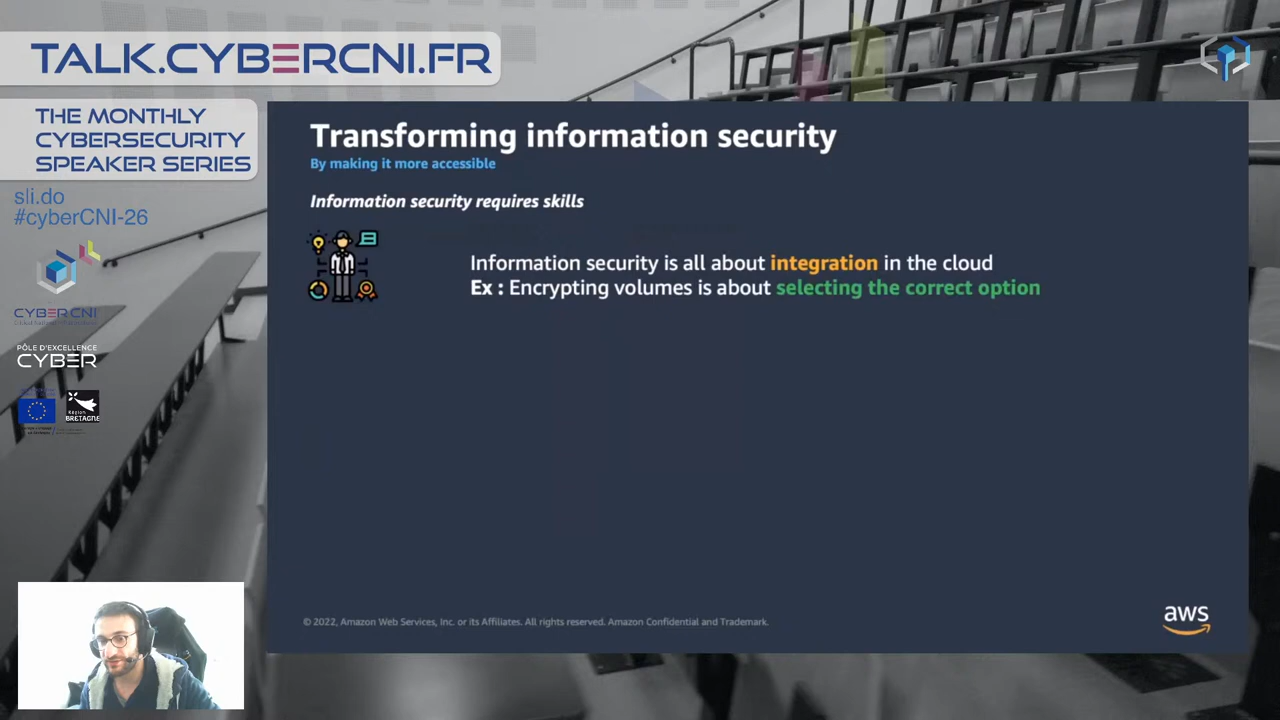 TALK.CYBERCNI.FR
THE MONTHLY
CYBERSECURITY
SPEAKER SERIES
sli.do
#cyberCNI-26
CYBERCNI
PÔLE D'EXCELLENCE
CYBER
Région
BRETAGNE
Transforming information security
By making it more accessible
Information security requires skills
Information security is all about integration in the cloud
Ex : Encrypting volumes is about selecting the correct option
© 2022, Amazon Web Services, Inc. or its Affiliates. All rights reserved. Amazon Confidential and Trademark.
aws